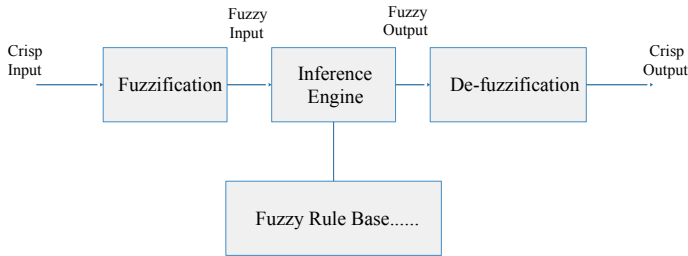 Crisp
Input
Fuzzification
Fuzzy
Input
Inference
Engine
Fuzzy
Output
De-fuzzification
Crisp
Output
Fuzzy Rule Base......